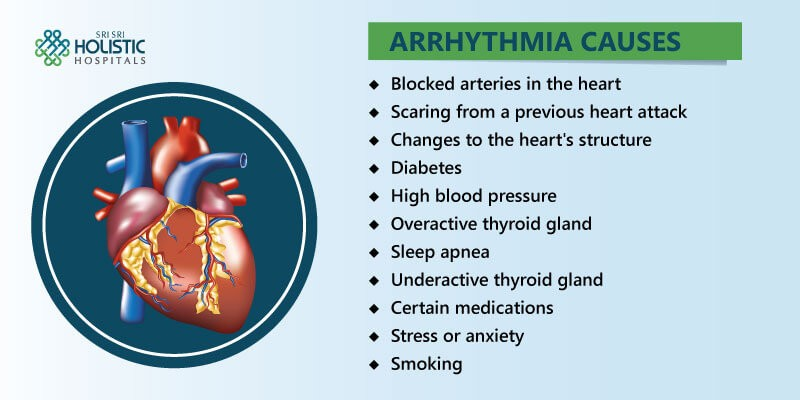 SRI SRI
HOLISTIC
HOSPITALS
ARRHYTHMIA CAUSES
◆ Blocked arteries in the heart
◆ Scaring from a previous heart attack
◆ Changes to the heart's structure
◆ Diabetes
◆ High blood pressure
◆ Overactive thyroid gland
◆ Sleep apnea
◆ Underactive thyroid gland
◆ Certain medications
◆ Stress or anxiety
◆ Smoking